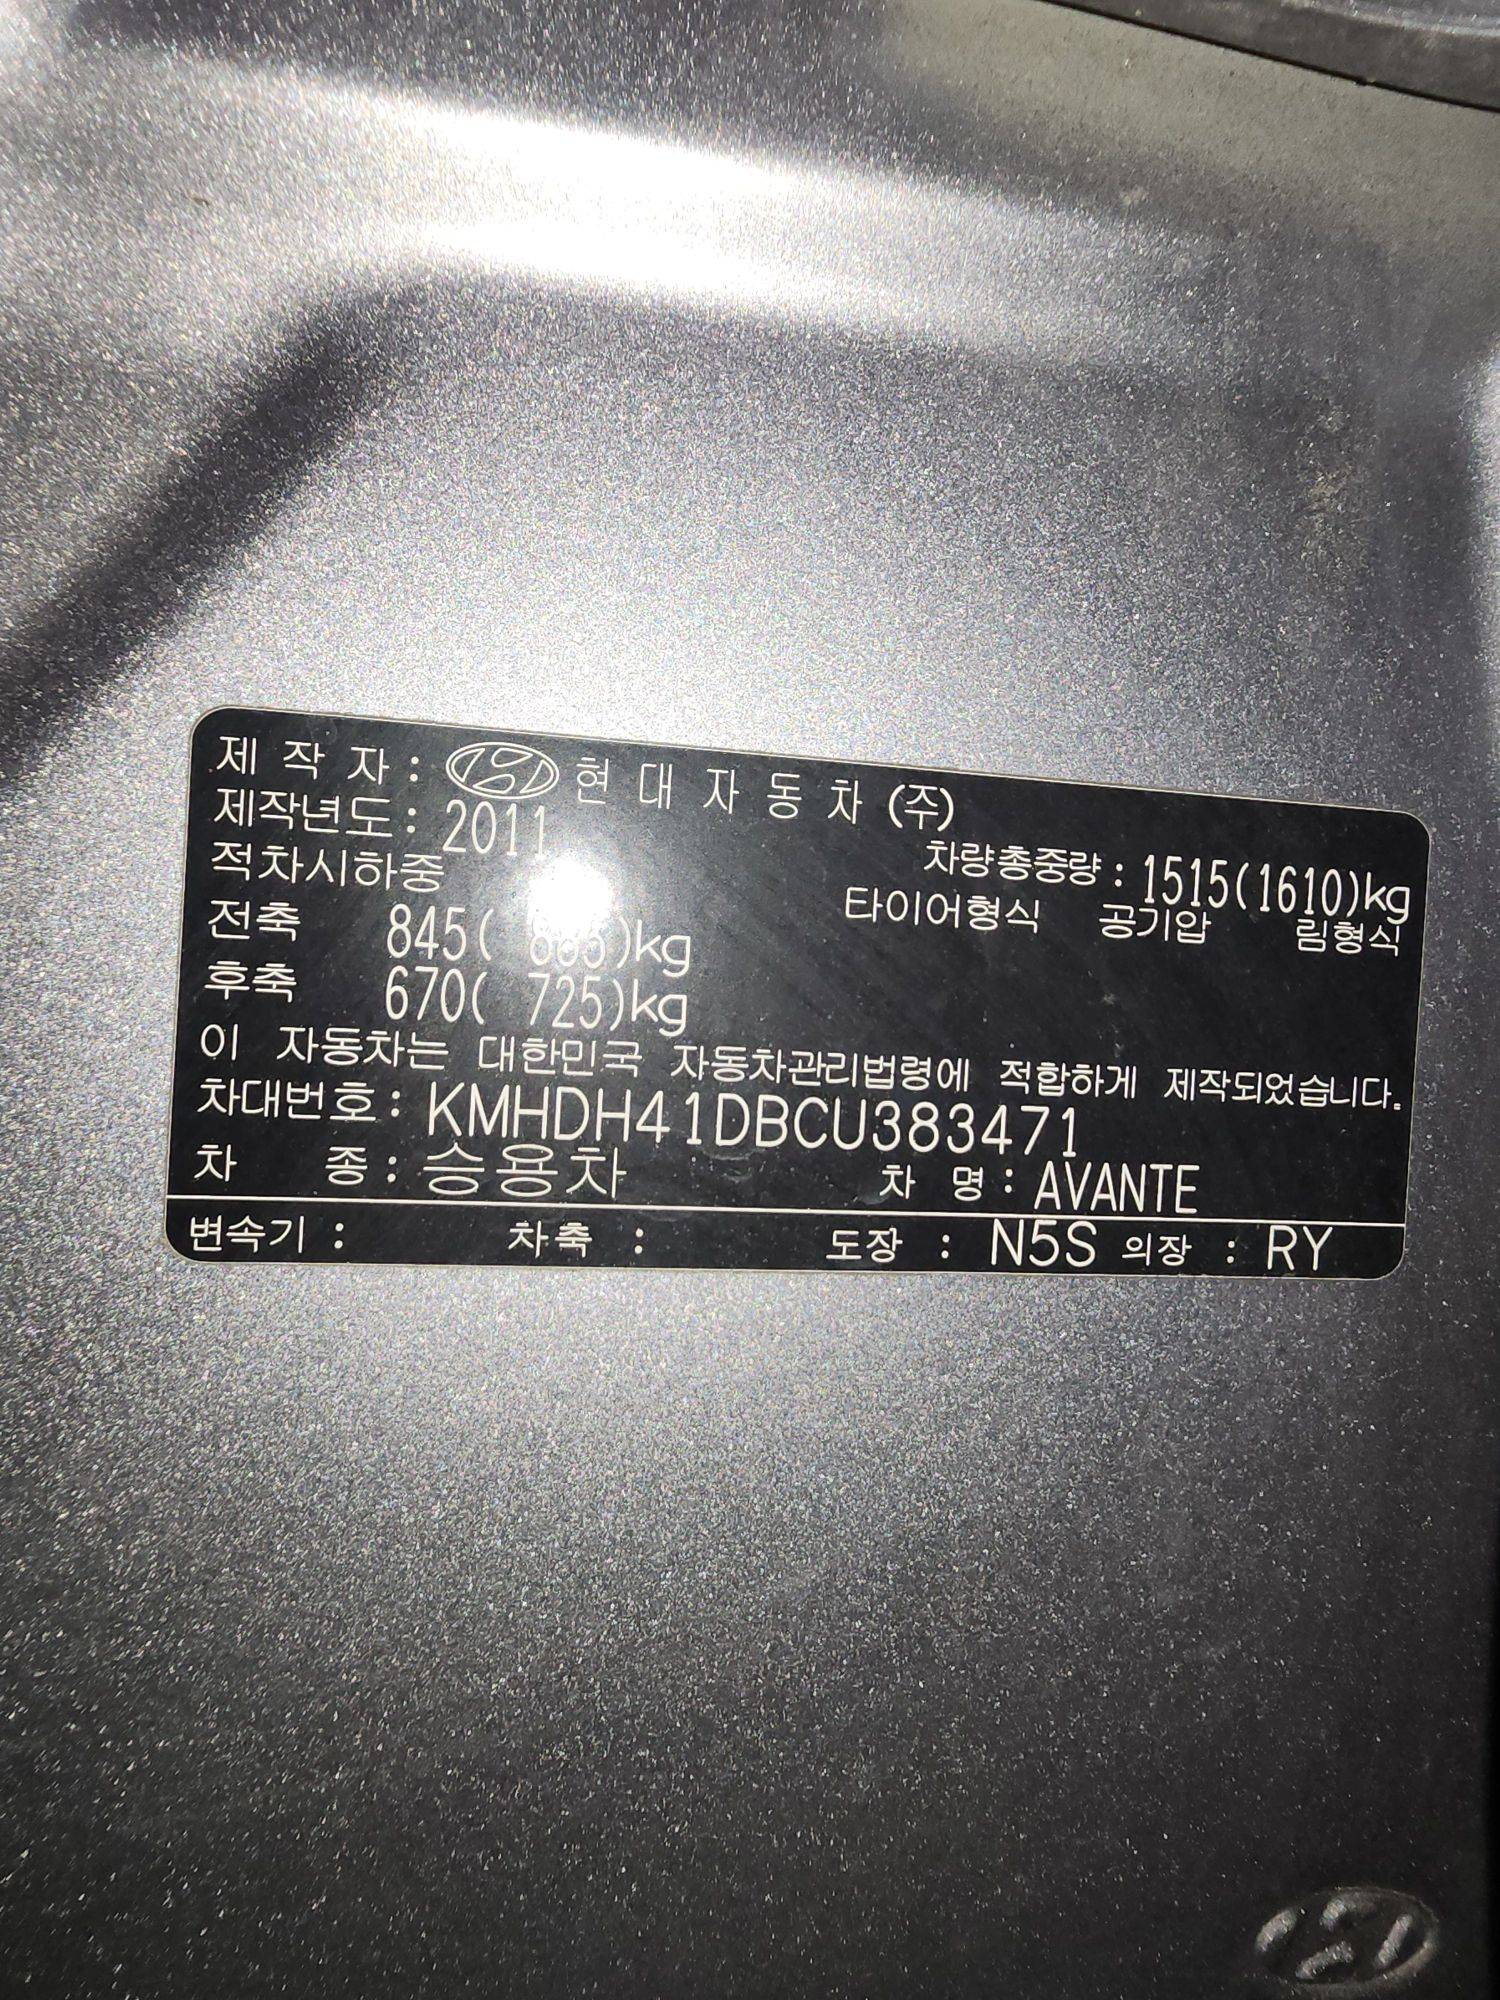 제 작 자 : 현 대 자 동 차 (주)
제작년도 : 2011
차량총중량 : 1515(1610)kg
적차시하중
타이어형식 공기압 림형식
전축 845( )kg
후축 670( 725)kg
이 자동차는 대한민국 자동차관리법령에 적합하게 제작되었습니다.
차대번호 : KMHDH41DBCU383471
차 종 : 승용차 차 명 : AVANTE
변속기 : 차축 : 도장 : N5S 의장 : RY